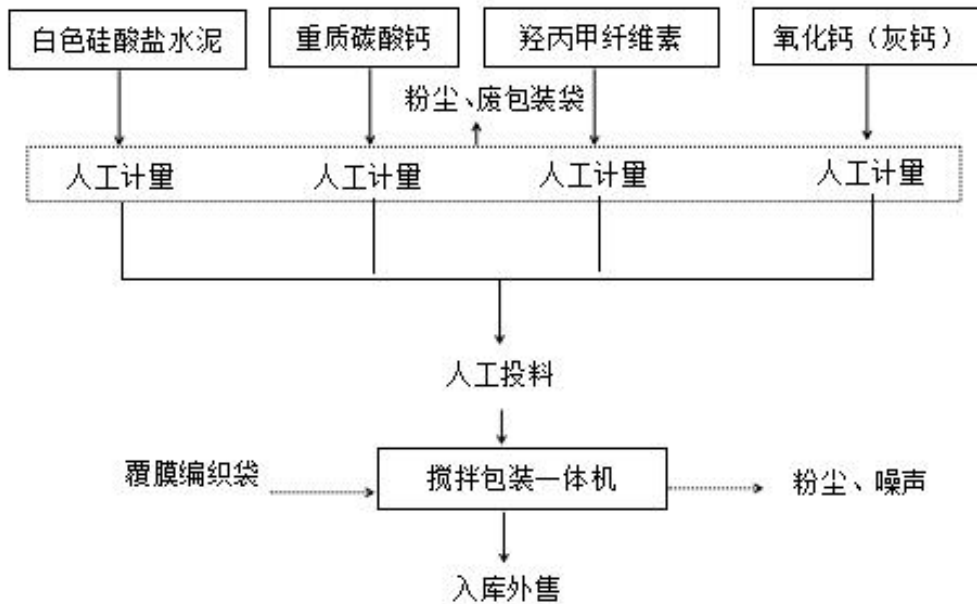 白色硅酸盐水泥
重质碳酸钙
羟丙甲纤维素
氧化钙（灰钙）
粉尘、废包装袋
人工计量
人工计量
人工计量
人工计量
人工投料
覆膜编织袋
搅拌包装一体机
粉尘、噪声
入库外售